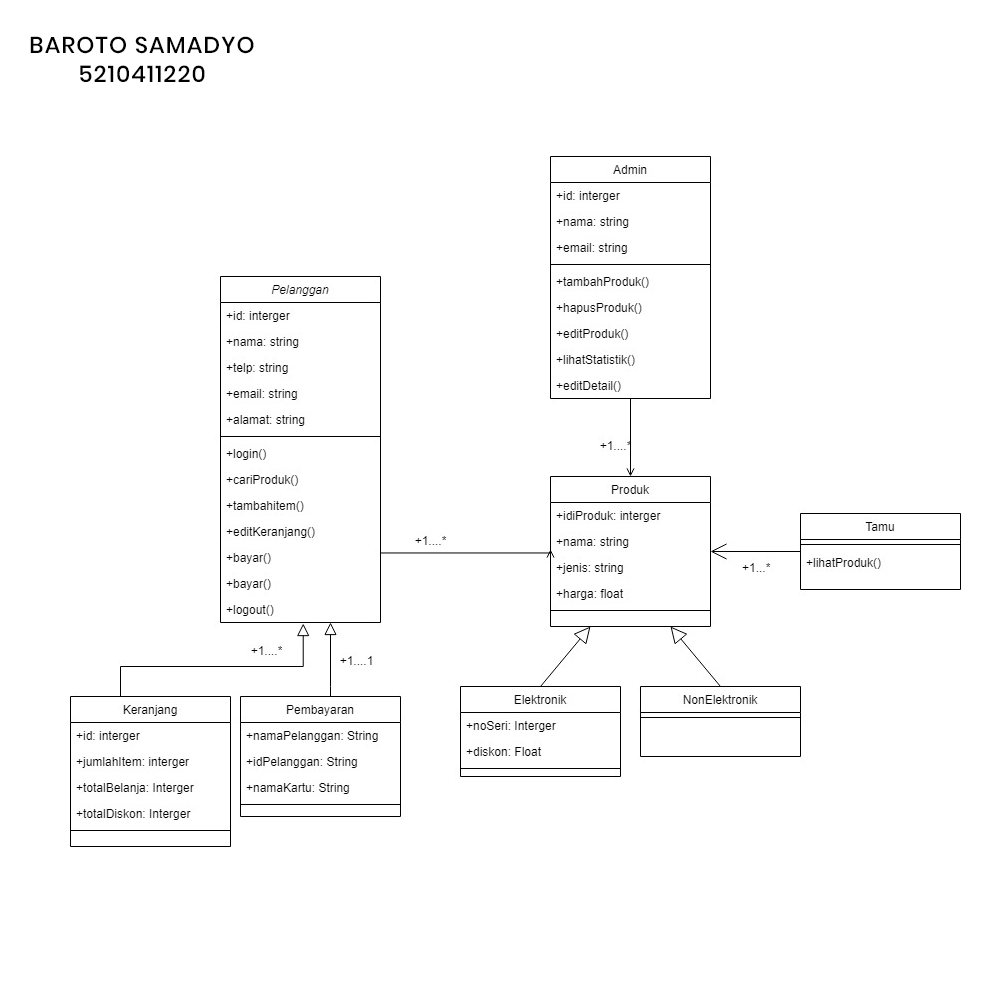 BAROTO SAMADYO
5210411220
Admin
+id: interger
+nama: string
+email: string
+tambahProduk()
+hapusProduk()
+editProduk()
+lihatStatistik()
+editDetail()
+1....*
Pelanggan
+id: interger
+nama: string
+telp: string
+email: string
+alamat: string
+login()
+cariProduk()
+tambahitem()
+editKeranjang()
+bayar()
+bayar()
+logout()
+1....*
Produk
+idiProduk: interger
+nama: string
+jenis: string
+harga: float
Tamu
+lihatProduk()
+1...*
+1....*
+1....1
Keranjang
+id: interger
+jumlahItem: interger
+totalBelanja: Interger
+totalDiskon: Interger
Pembayaran
+namaPelanggan: String
+idPelanggan: String
+namaKartu: String
Elektronik
+noSeri: Interger
+diskon: Float
NonElektronik